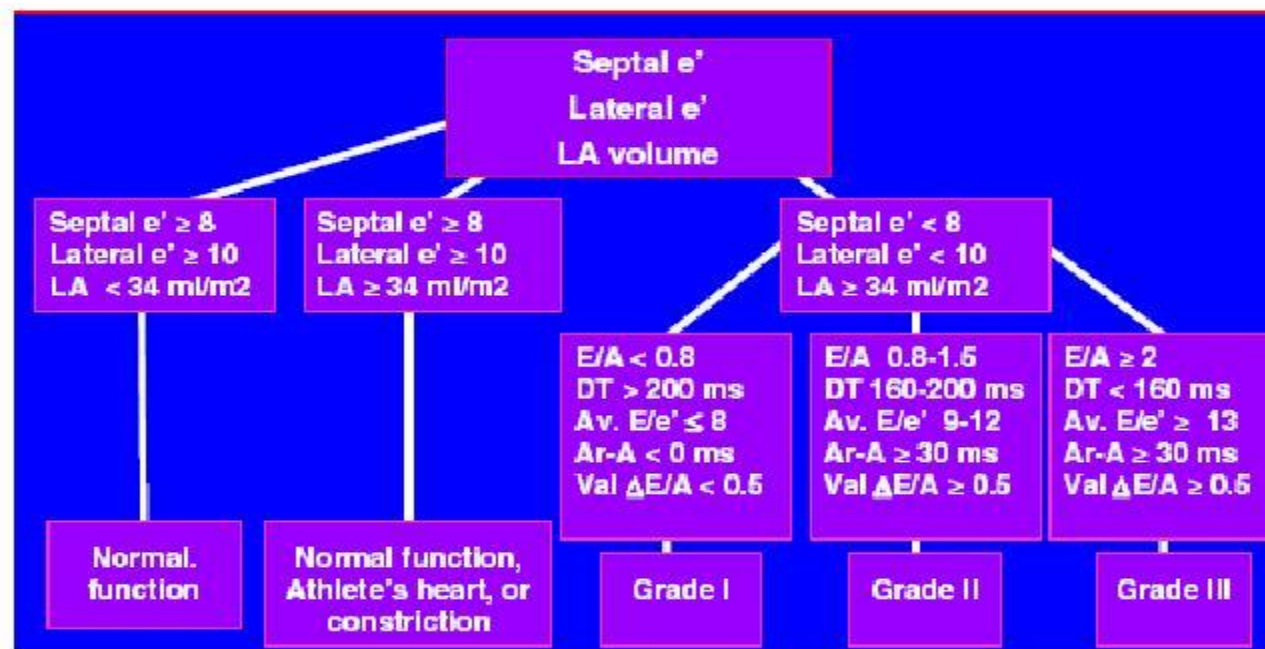 Septal e'
Lateral e'
LA volume
Septal e' ≥ 8
Lateral e' ≥ 10
LA < 34 ml/m2
Septal e' ≥ 8
Lateral e' ≥ 10
LA ≥ 34 ml/m2
Septal e' < 8
Lateral e' < 10
LA ≥ 34 ml/m2
E/A < 0.8
DT > 200 ms
Av. E/e' ≤ 8
Ar-A < 0 ms
Val ΔE/A < 0.5
E/A 0.8-1.5
DT 160-200 ms
Av. E/e' 9-12
Ar-A ≥ 30 ms
Val ΔE/A ≥ 0.5
E/A ≥ 2
DT < 160 ms
Av. E/e' ≥ 13
Ar-A ≥ 30 ms
Val ΔE/A ≥ 0.5
Normal.
function
Normal function,
Athlete's heart, or
constriction
Grade I
Grade II
Grade III